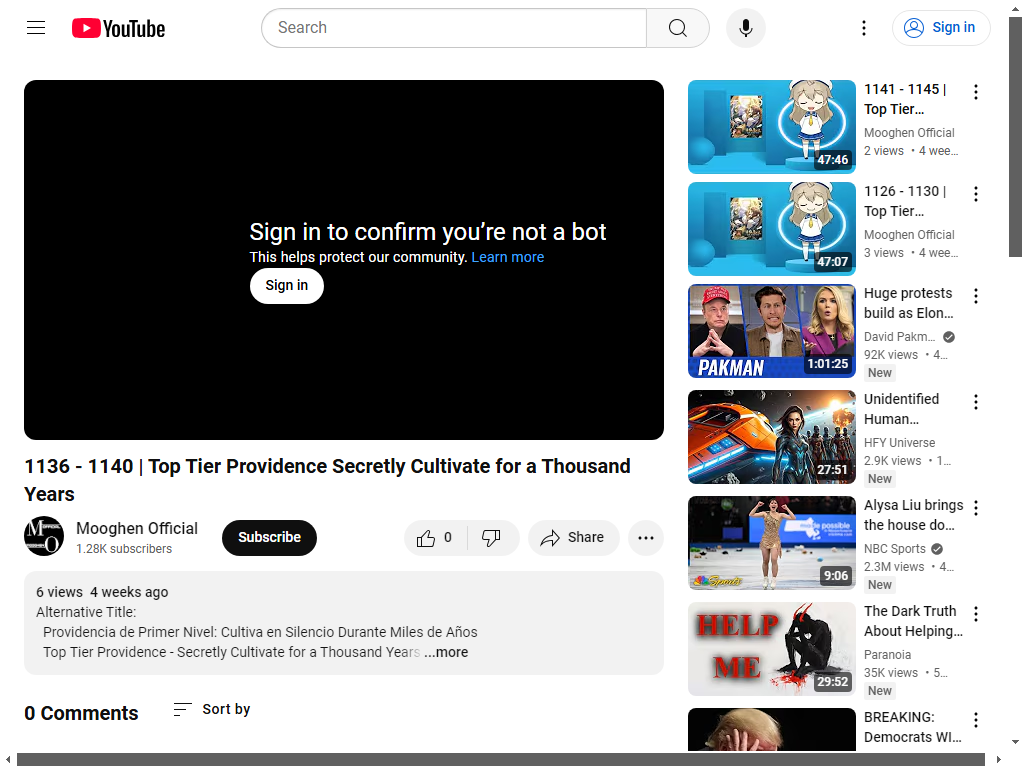 YouTube
Search
Sign in
Sign in to confirm you’re not a bot
This helps protect our community. Learn more
Sign in
1136 - 1140 | Top Tier Providence Secretly Cultivate for a Thousand
Years
Mooghen Official
1.28K subscribers
Subscribe
0
Share
6 views 4 weeks ago
Alternative Title:
Providencia de Primer Nivel: Cultiva en Silencio Durante Miles de Años
Top Tier Providence - Secretly Cultivate for a Thousand Years ...more
0 Comments
Sort by
47:46
1141 - 1145 |
Top Tier...
Mooghen Official
2 views • 4 wee...
47:07
1126 - 1130 |
Top Tier...
Mooghen Official
3 views • 4 wee...
PAKMAN
1:01:25
Huge protests
build as Elon...
David Pakm...
92K views • 4...
New
27:51
Unidentified
Human...
HFY Universe
2.9K views • 1...
New
Sports
9:06
Alysa Liu brings
the house do...
NBC Sports
2.3M views • 4...
New
HELP
ME
29:52
The Dark Truth
About Helping...
Paranoia
35K views • 5...
New
BREAKING:
Democrats WI...